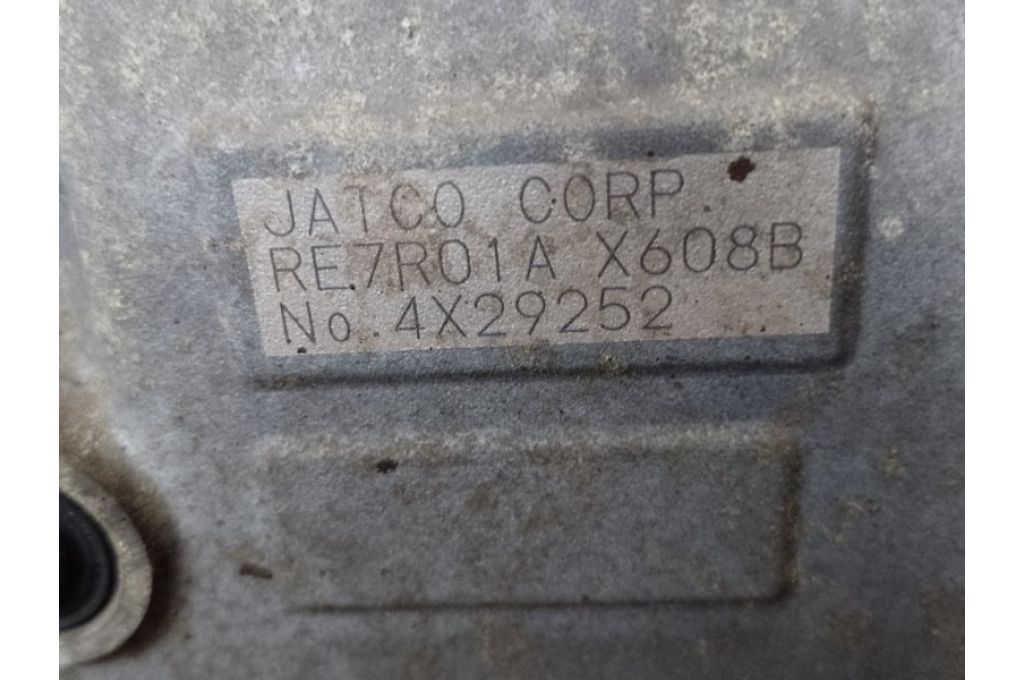 JATCO CORP.
RE7R01A X608B
No. 4X29252